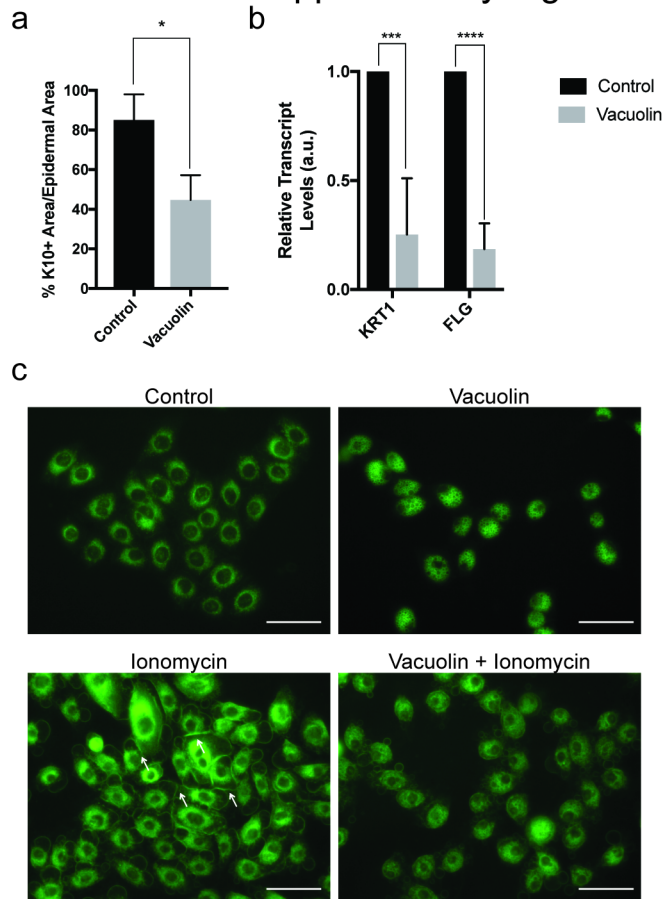 a
*
% K10+ Area/Epidermal Area
100
80
60
40
20
0
Control
Vacuolin
b
***
****
Relative Transcript
Levels (a.u.)
1.0
0.5
0.0
KRT1
FLG
Control
Vacuolin
c
Control
Vacuolin
Ionomycin
Vacuolin + Ionomycin